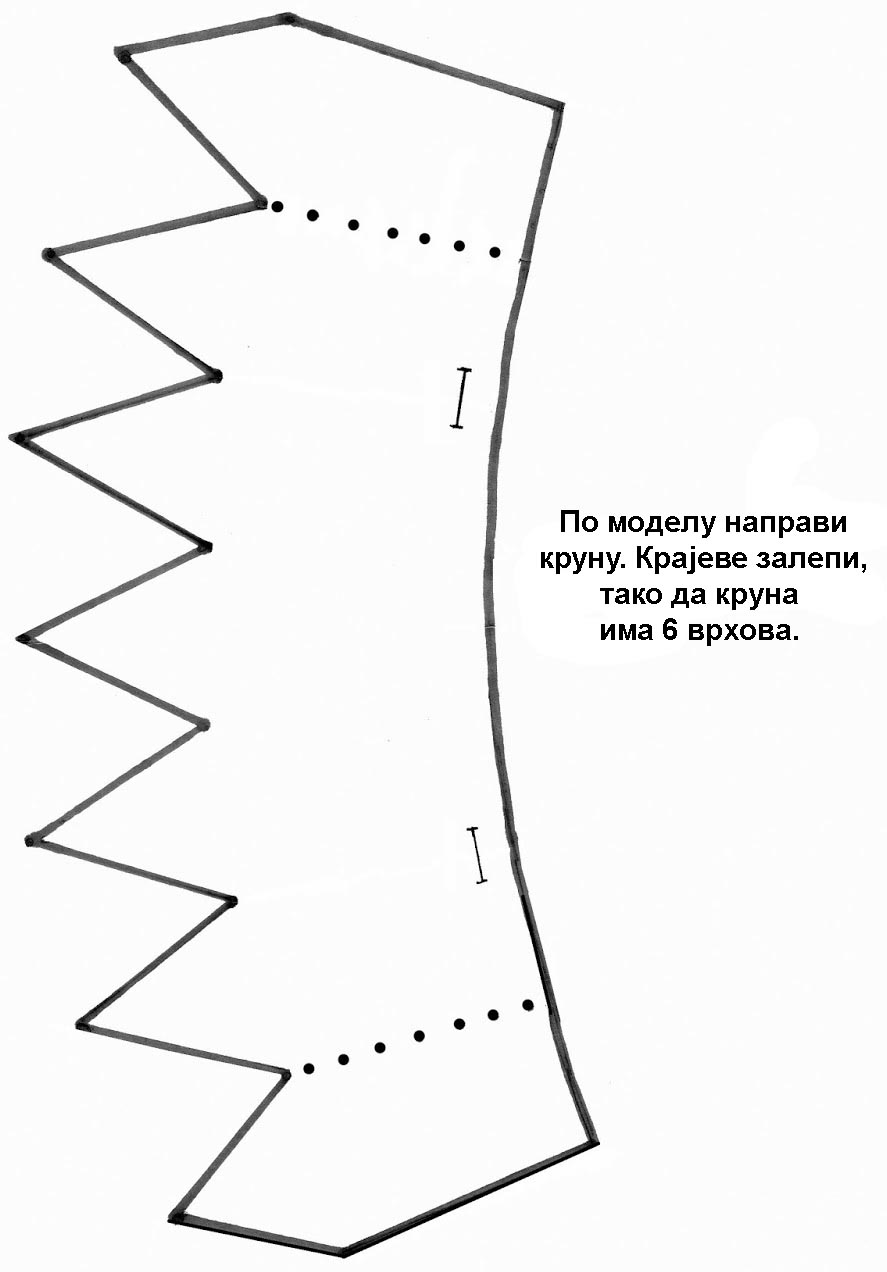 По моделу направи
круну. Крајеве залепи,
тако да круна
има 6 врхова.